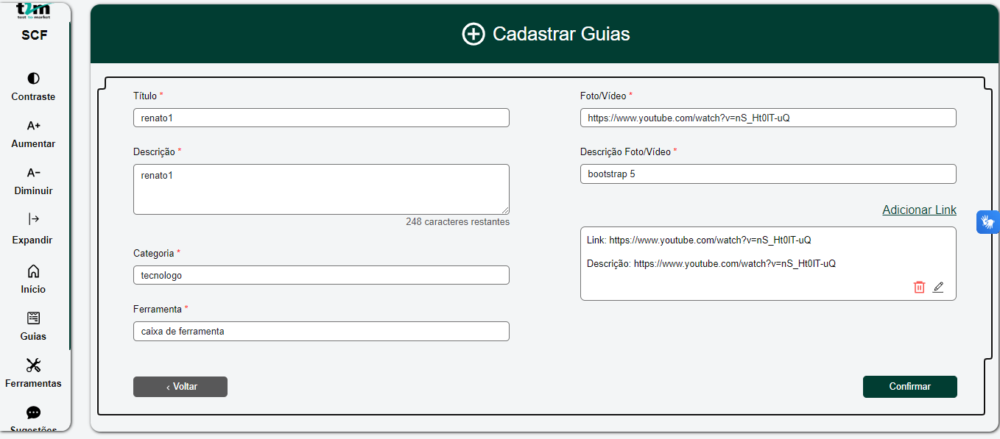 t2m
test to market
SCF
Contraste
A+
Aumentar
A−
Diminuir
Expandir
Início
Guias
Ferramentas
Sugestões
Cadastrar Guias
Título *
renato1
Descrição *
renato1
248 caracteres restantes
Categoria *
tecnologo
Ferramenta *
caixa de ferramenta
‹ Voltar
Foto/Vídeo *
https://www.youtube.com/watch?v=nS_Ht0IT-uQ
Descrição Foto/Vídeo *
bootstrap 5
Adicionar Link
Link: https://www.youtube.com/watch?v=nS_Ht0IT-uQ
Descrição: https://www.youtube.com/watch?v=nS_Ht0IT-uQ
Confirmar